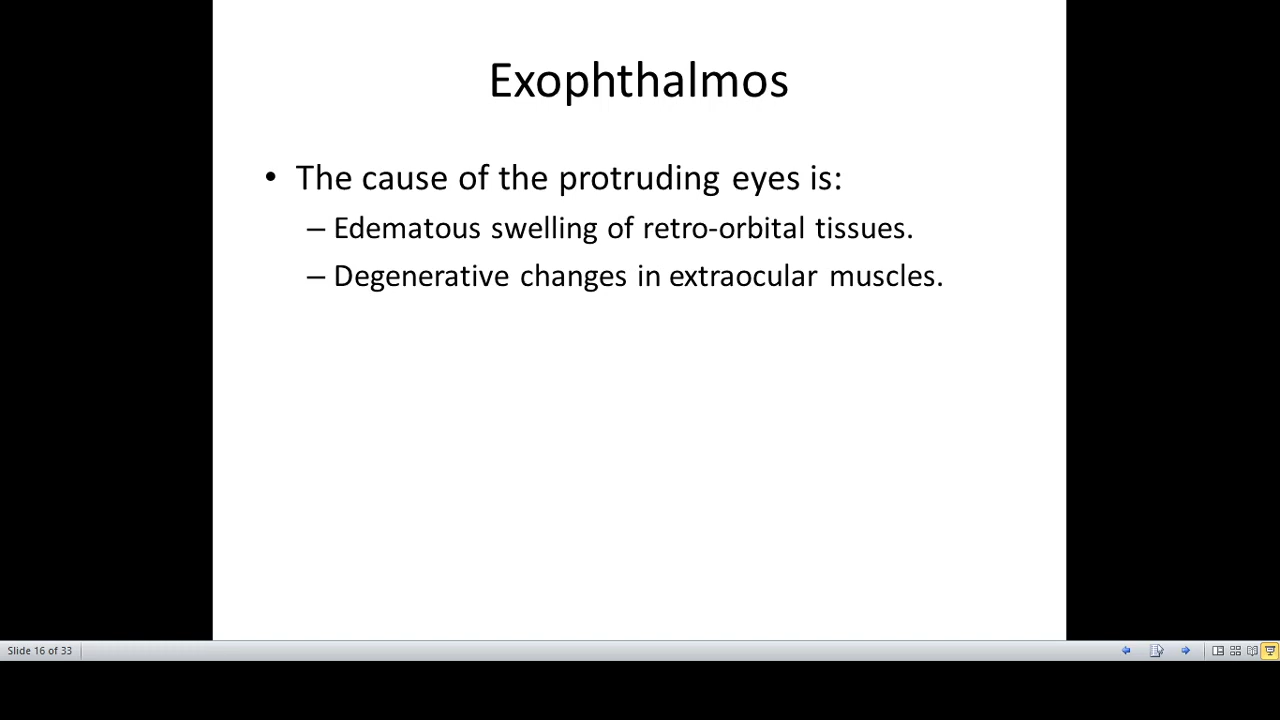 Exophthalmos
• The cause of the protruding eyes is:
– Edematous swelling of retro-orbital tissues.
– Degenerative changes in extraocular muscles.
Slide 16 of 33